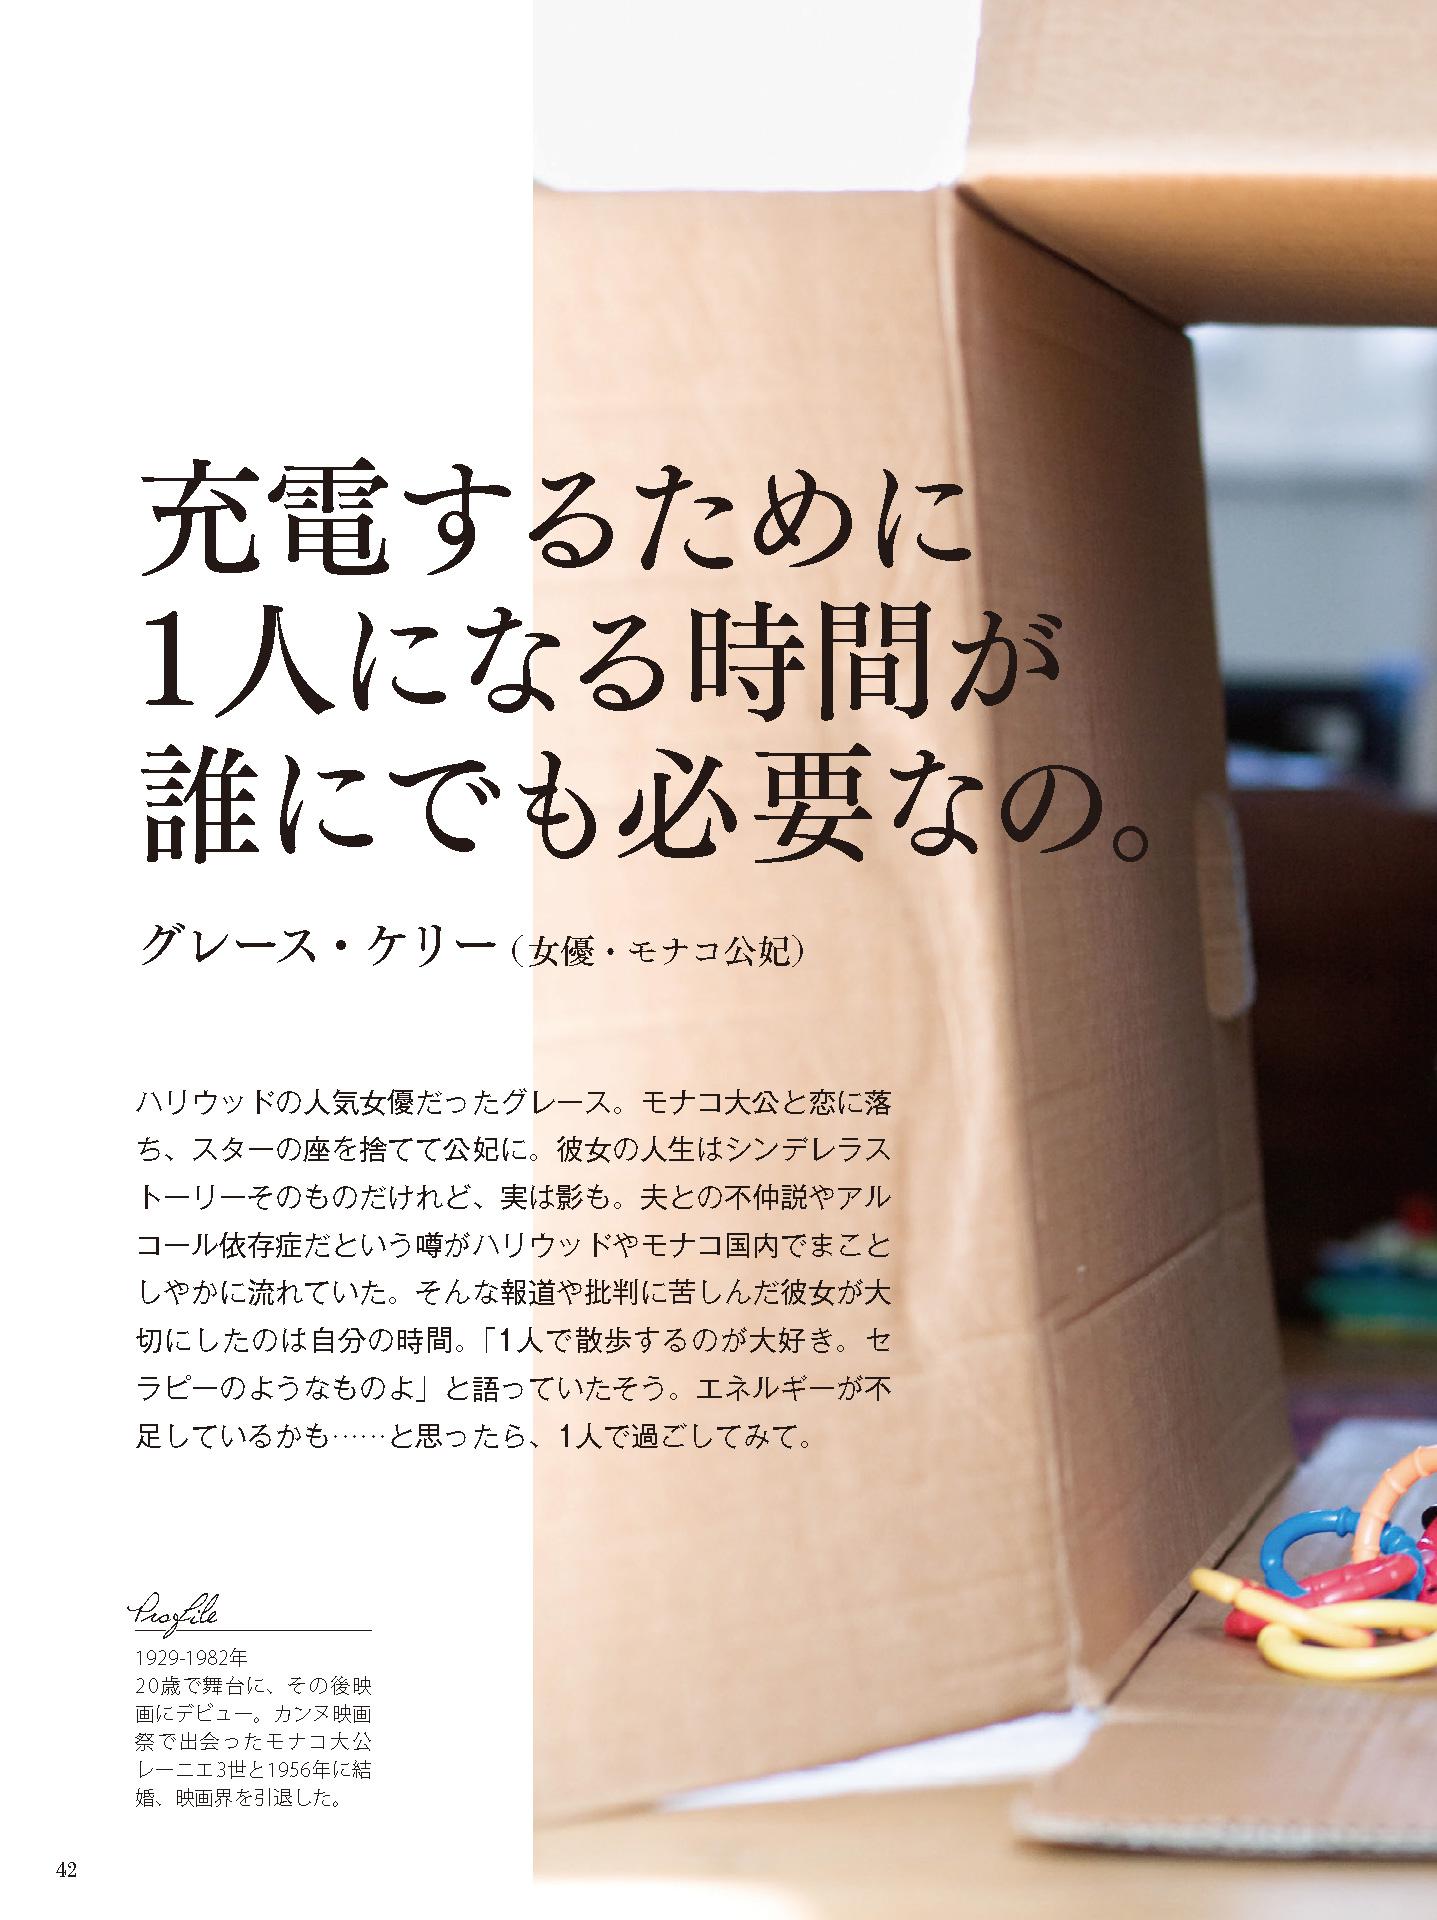 充電するために
1人になる時間が
誰にでも必要なの。
グレース・ケリー（女優・モナコ公妃）
ハリウッドの人気女優だったグレース。モナコ大公と恋に落
ち、スターの座を捨てて公妃に。彼女の人生はシンデレラス
トーリーそのものだけれど、実は影も。夫との不仲説やアル
コール依存症だという噂がハリウッドやモナコ国内でまこと
しやかに流れていた。そんな報道や批判に苦しんだ彼女が大
切にしたのは自分の時間。「1人で散歩するのが大好き。セ
ラピーのようなものよ」と語っていたそう。エネルギーが不
足しているかも……と思ったら、1人で過ごしてみて。
Profile
1929-1982年
20歳で舞台に、その後映
画にデビュー。カンヌ映画
祭で出会ったモナコ大公
レーニエ3世と1956年に結
婚、映画界を引退した。
42